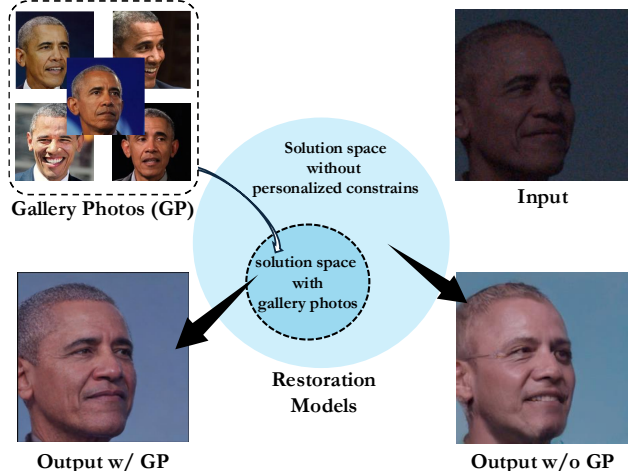 Gallery Photos (GP)
Solution space
without
personalized constrains
Input
solution space
with
gallery photos
Restoration
Models
Output w/ GP
Output w/o GP